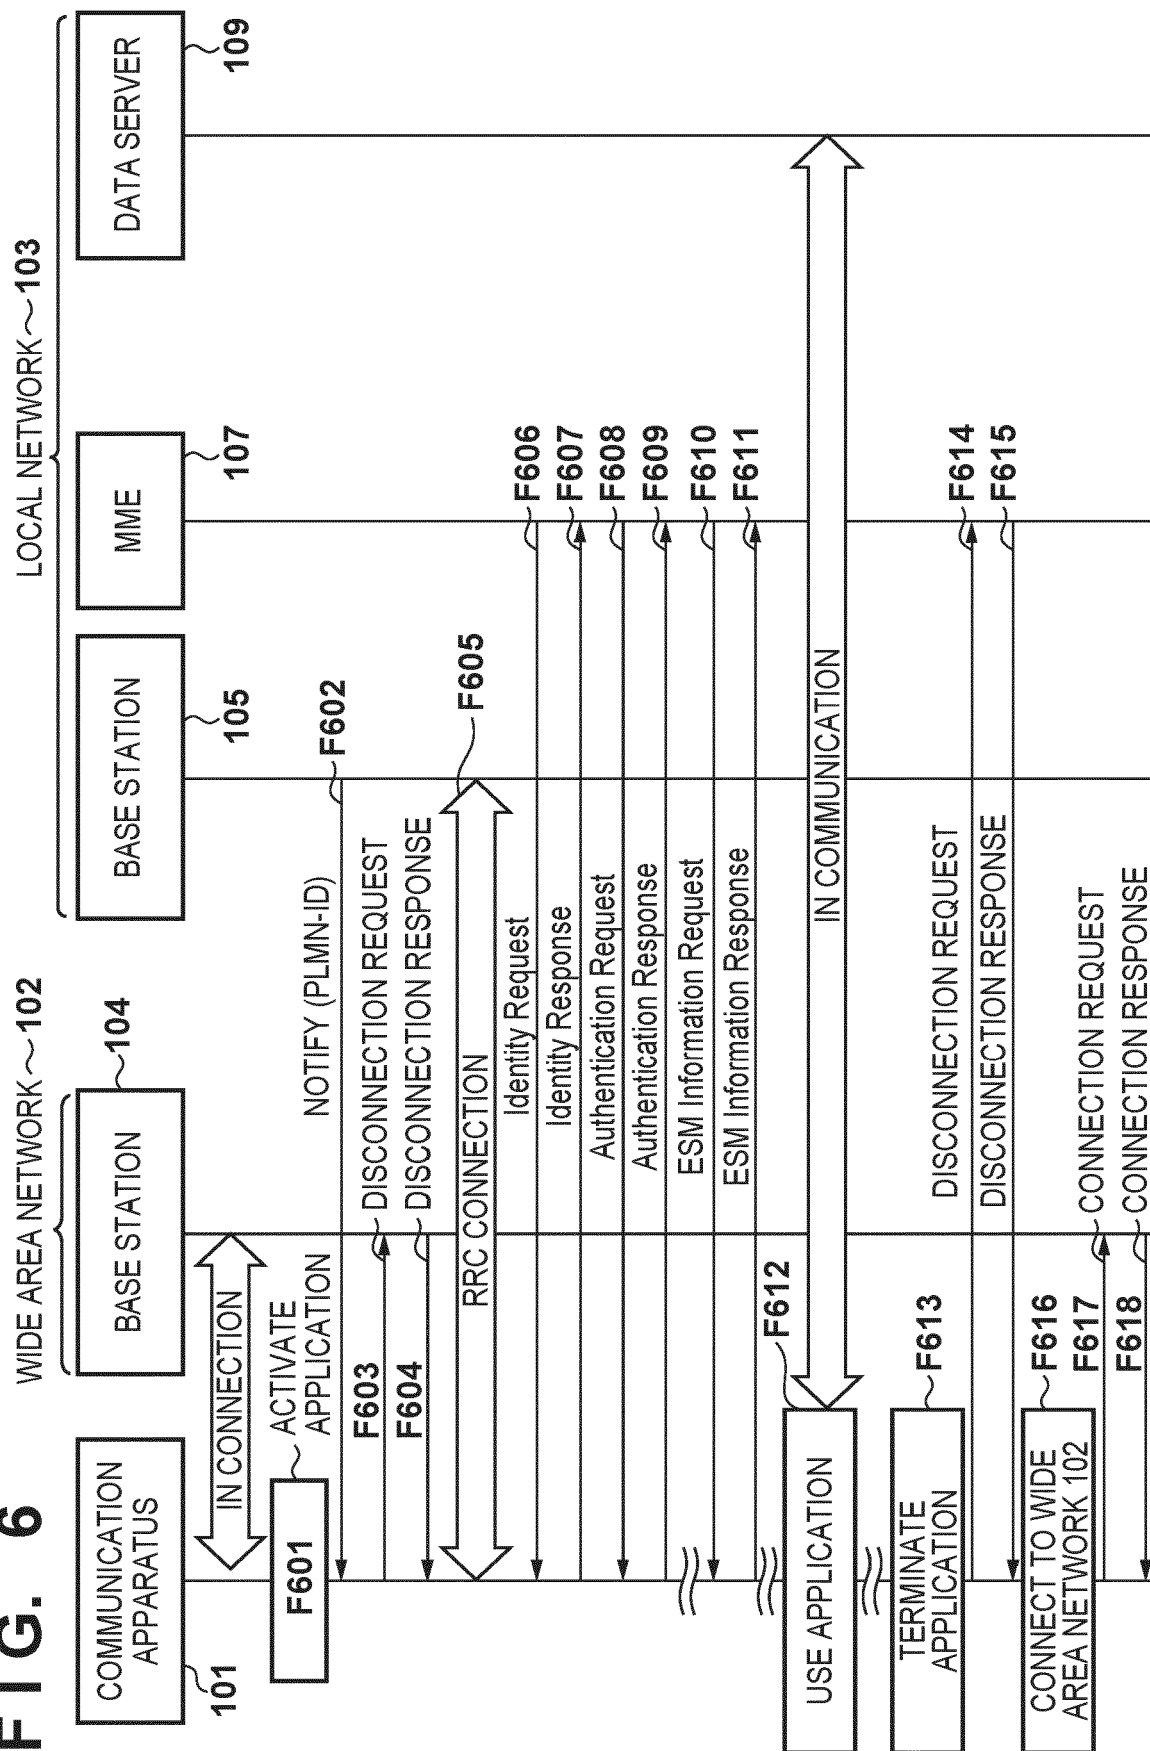 FIG. 6
WIDE AREA NETWORK ~102
LOCAL NETWORK ~103
COMMUNICATION
APPARATUS
101
BASE STATION
104
BASE STATION
105
MME
107
DATA SERVER
109
IN CONNECTION
F601
ACTIVATE
APPLICATION
NOTIFY (PLMN-ID)
F602
F603
DISCONNECTION REQUEST
F604
DISCONNECTION RESPONSE
RRC CONNECTION
F605
Identity Request
F606
Identity Response
F607
Authentication Request
F608
Authentication Response
F609
ESM Information Request
F610
ESM Information Response
F611
USE APPLICATION
F612
IN COMMUNICATION
TERMINATE
APPLICATION
F613
DISCONNECTION REQUEST
F614
DISCONNECTION RESPONSE
F615
CONNECT TO WIDE
AREA NETWORK 102
F616
F617
CONNECTION REQUEST
F618
CONNECTION RESPONSE